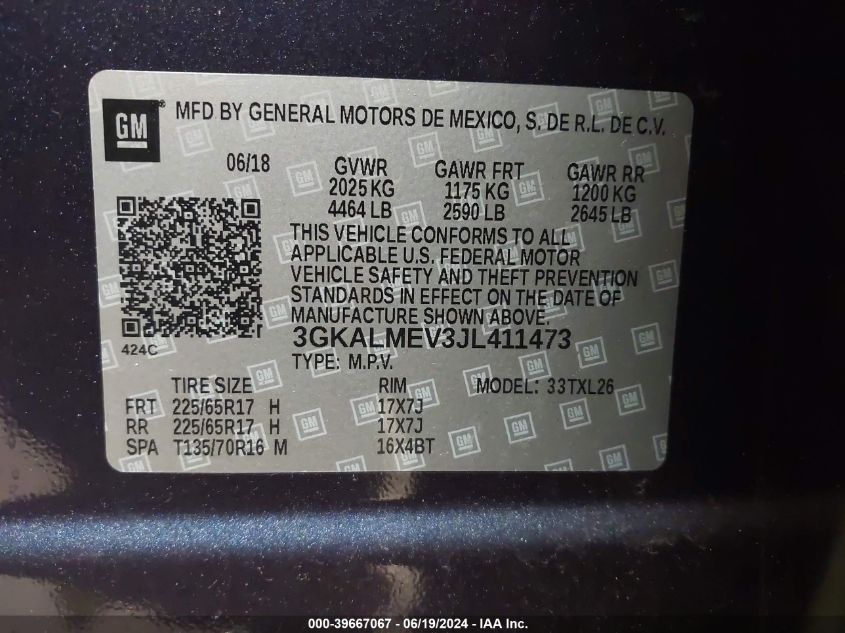 GM® MFD BY GENERAL MOTORS DE MEXICO, S. DE R.L. DE C.V.
06/18 GVWR GAWR FRT GAWR RR
2025 KG 1175 KG 1200 KG
4464 LB 2590 LB 2645 LB
THIS VEHICLE CONFORMS TO ALL
APPLICABLE U.S. FEDERAL MOTOR
VEHICLE SAFETY AND THEFT PREVENTION
STANDARDS IN EFFECT ON THE DATE OF
MANUFACTURE SHOWN ABOVE.
424C
3GKALMEV3JL411473
TYPE: M.P.V.
TIRE SIZE RIM MODEL: 33TXL26
FRT 225/65R17 H 17X7J
RR 225/65R17 H 17X7J
SPA T135/70R16 M 16X4BT
000-39667067 - 06/19/2024 - IAA Inc.